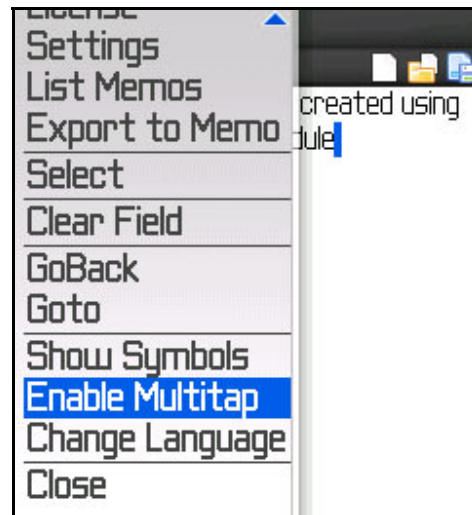 License
Settings
List Memos
Export to Memo
Select
Clear Field
GoBack
Goto
Show Symbols
Enable Multitap
Change Language
Close
created using
dule